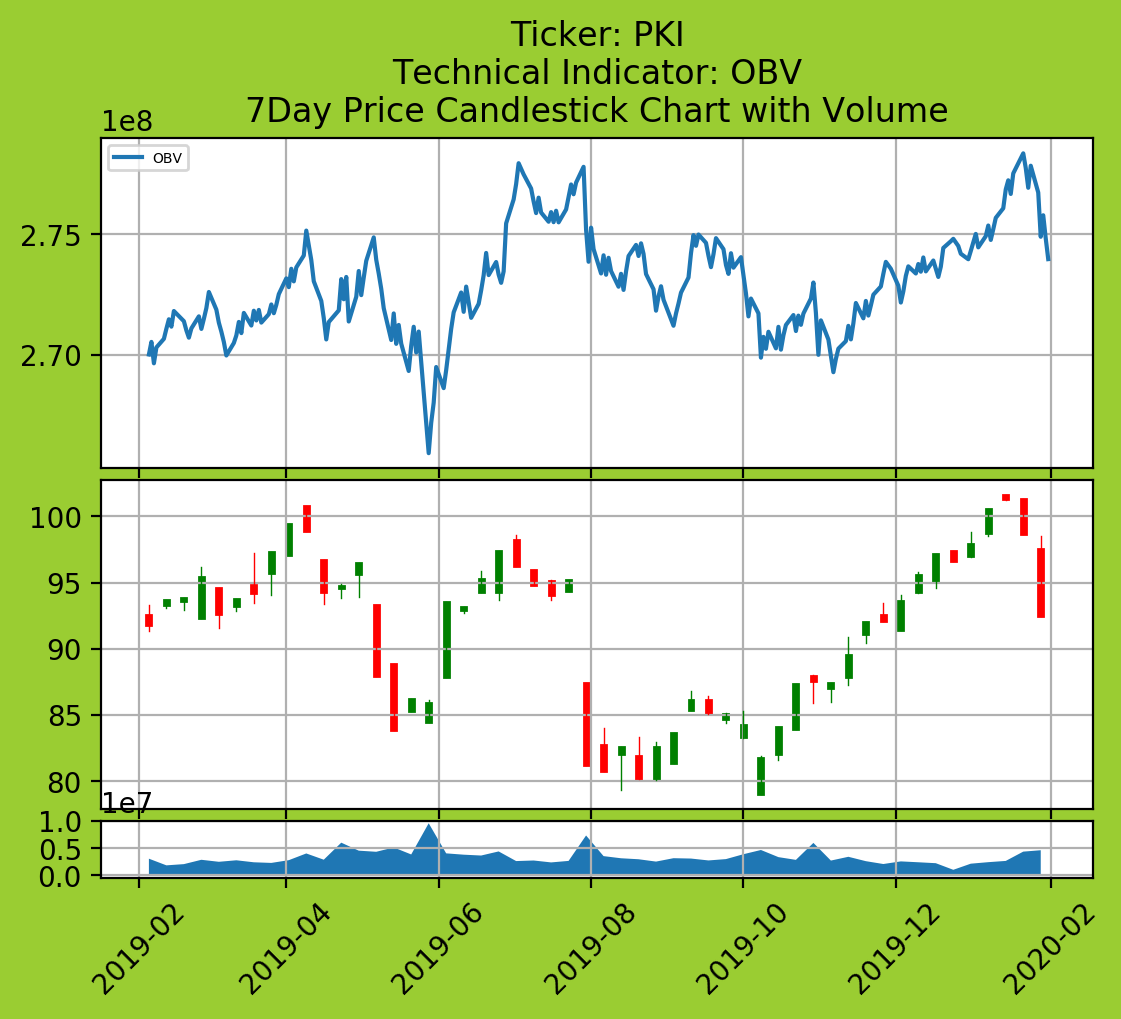 Ticker: PKI
Technical Indicator: OBV
7Day Price Candlestick Chart with Volume
1e8
OBV
2.75
2.70
100
95
90
85
80
1e7
1.0
0.5
0.0
2019-02
2019-04
2019-06
2019-08
2019-10
2019-12
2020-02